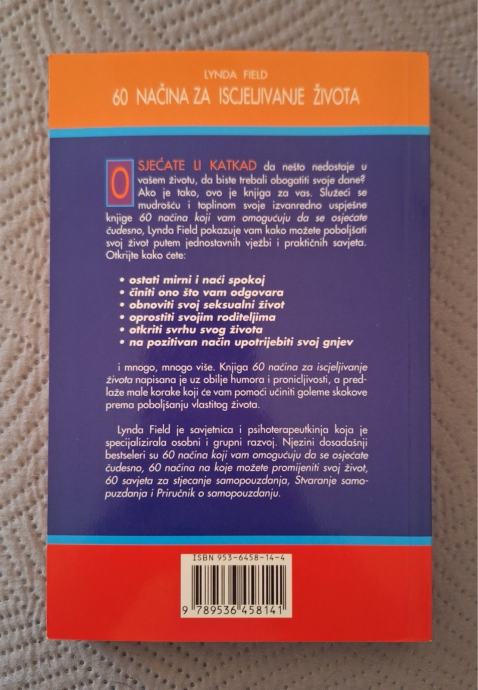 LYNDA FIELD
60 NAČINA ZA ISCJELJIVANJE ŽIVOTA
OSJEĆATE LI KATKAD da nešto nedostaje u
vašem životu, da biste trebali obogatiti svoje dane?
Ako je tako, ovo je knjiga za vas. Služeći se
mudrošću i toplinom svoje izvanredno uspješne
knjige 60 načina koji vam omogućuju da se osjećate
čudesno, Lynda Field pokazuje vam kako možete poboljšati
svoj život putem jednostavnih vježbi i praktičnih savjeta.
Otkrijte kako ćete:
• ostati mirni i naći spokoj
• činiti ono što vam odgovara
• obnoviti svoj seksualni život
• oprostiti svojim roditeljima
• otkriti svrhu svog života
• na pozitivan način upotrijebiti svoj gnjev
i mnogo, mnogo više. Knjiga 60 načina za iscjeljivanje
života napisana je uz obilje humora i pronicljivosti, a pred-
laže male korake koji će vam pomoći učiniti goleme skokove
prema poboljšanju vlastitog života.
Lynda Field je savjetnica i psihoterapeutkinja koja je
specijalizirala osobni i grupni razvoj. Njezini dosadašnji
bestseleri su 60 načina koji vam omogućuju da se osjećate
čudesno, 60 načina na koje možete promijeniti svoj život,
60 savjeta za stjecanje samopouzdanja, Stvaranje samo-
puzdanja i Priručnik o samopouzdanju.
ISBN 953-6458-14-4
9 789536 458141